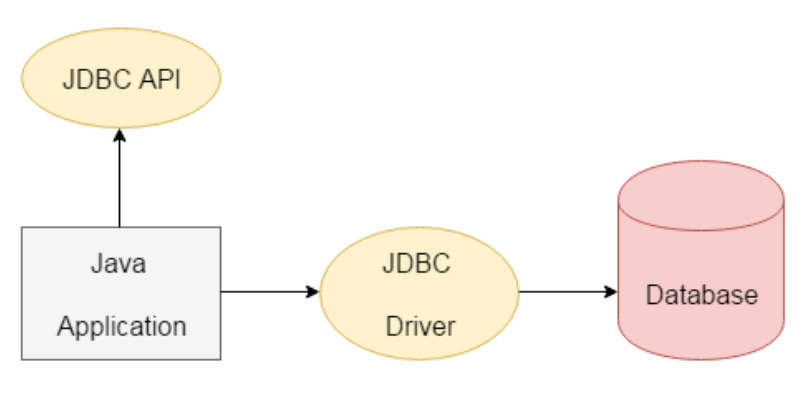 JDBC API
Java
Application
JDBC
Driver
Database